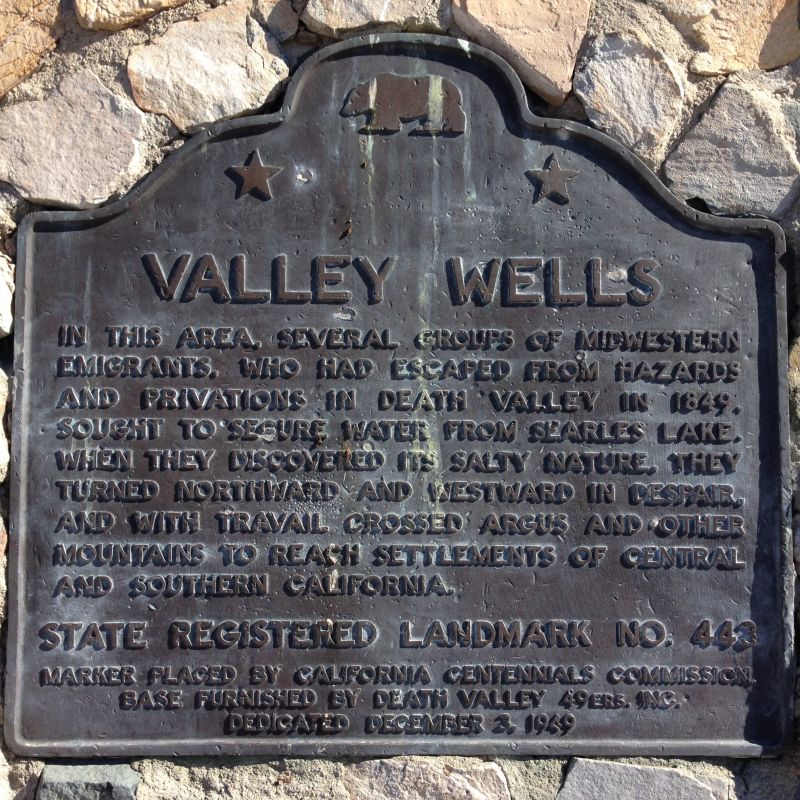 VALLEY WELLS
IN THIS AREA, SEVERAL GROUPS OF MIDWESTERN
EMIGRANTS, WHO HAD ESCAPED FROM HAZARDS
AND PRIVATIONS IN DEATH VALLEY IN 1849,
SOUGHT TO SECURE WATER FROM SEARLES LAKE.
WHEN THEY DISCOVERED ITS SALTY NATURE, THEY
TURNED NORTHWARD AND WESTWARD IN DESPAIR,
AND WITH TRAVAIL CROSSED ARGUS AND OTHER
MOUNTAINS TO REACH SETTLEMENTS OF CENTRAL
AND SOUTHERN CALIFORNIA.
STATE REGISTERED LANDMARK NO. 443
MARKER PLACED BY CALIFORNIA CENTENNIALS COMMISSION.
BASE FURNISHED BY DEATH VALLEY 49ERS, INC.
DEDICATED DECEMBER 3, 1949